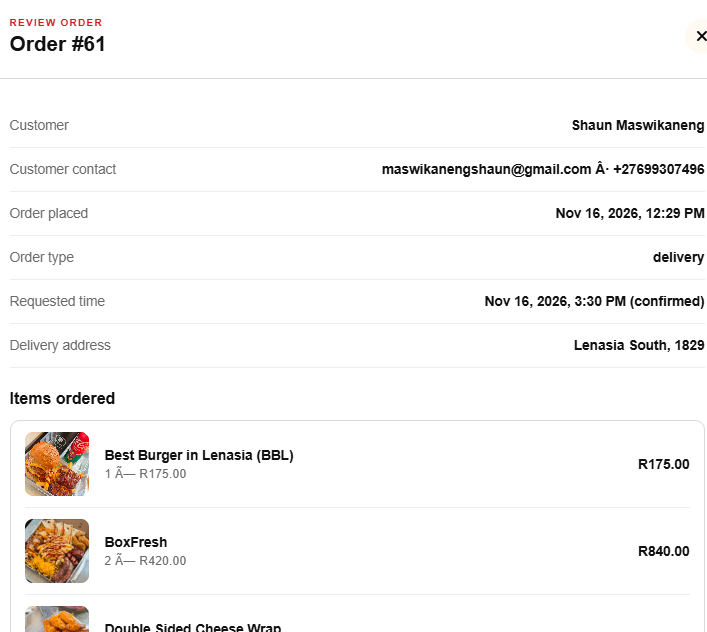 REVIEW ORDER
Order #61
Customer Shaun Maswikaneng
Customer contact maswikanengshaun@gmail.com Â· +27699307496
Order placed Nov 16, 2026, 12:29 PM
Order type delivery
Requested time Nov 16, 2026, 3:30 PM (confirmed)
Delivery address Lenasia South, 1829
Items ordered
Best Burger in Lenasia (BBL)
1 Ã— R175.00 R175.00
BoxFresh
2 Ã— R420.00 R840.00
Double Sided Cheese Wrap